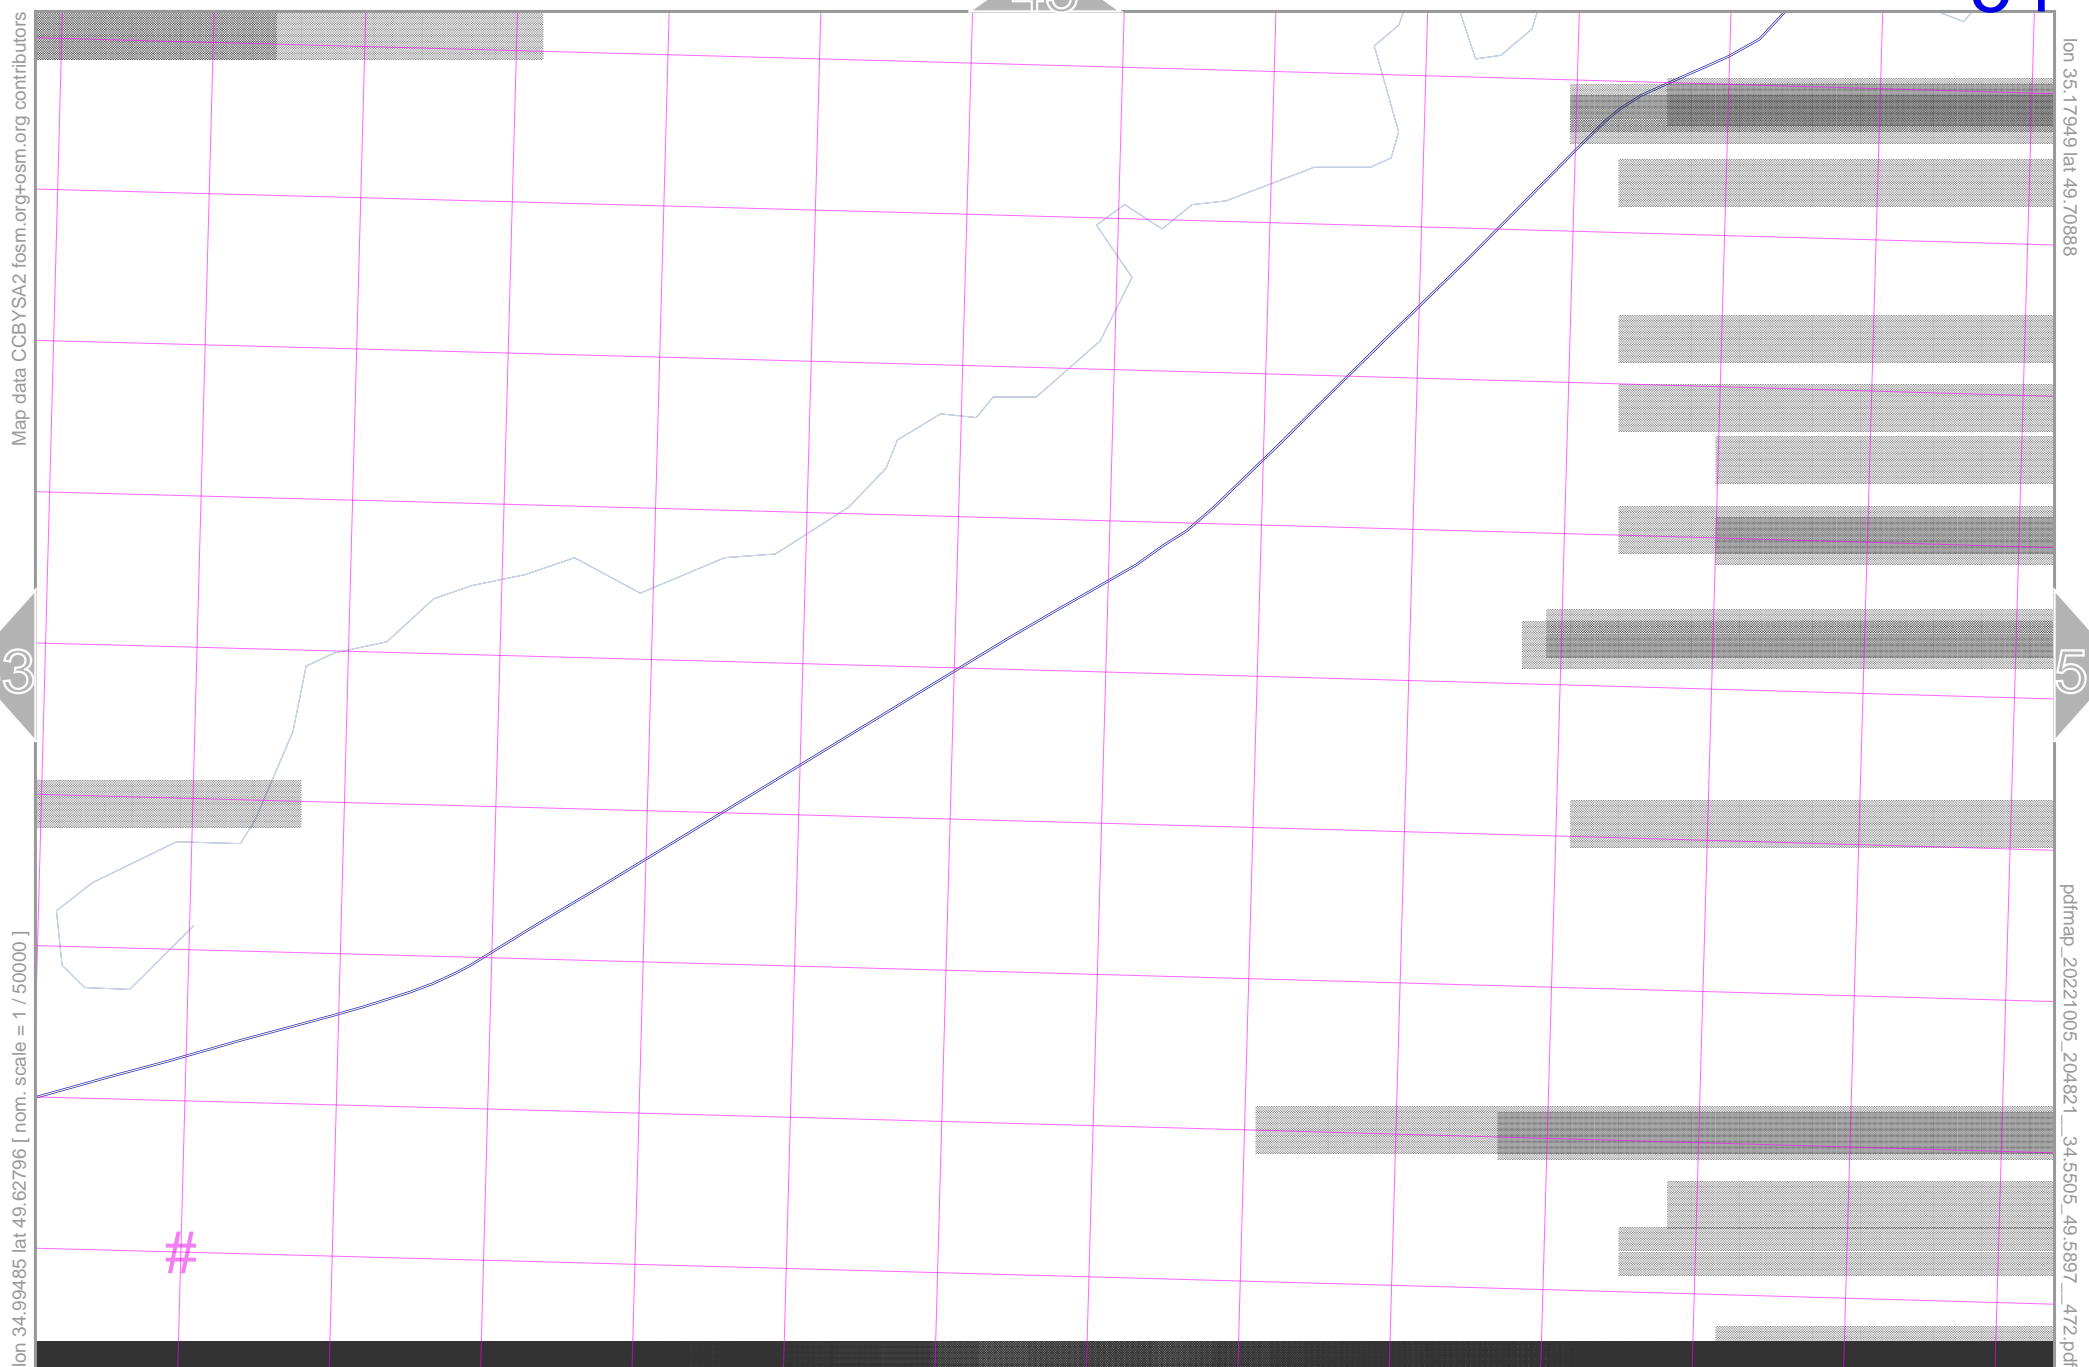 Map data CCBYSA2 fosm.org+osm.org contributors
lon 34.99485 lat 49.62796 [ nom. scale = 1 / 50000 ]
3
#
5
lon 35.17949 lat 49.70888
pdfmap_20221005_204821__34.5505_49.5897__472.pdf